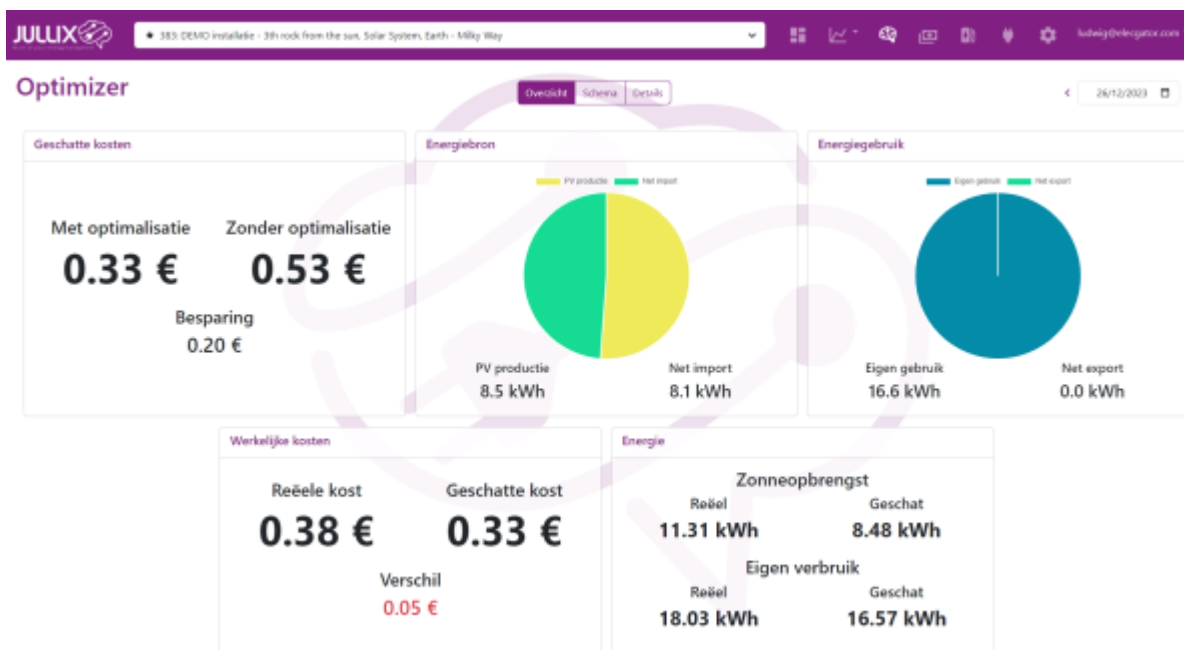 JULLIX
★ 383: DEMO installatie - 3th rock from the sun, Solar System, Earth - Milky Way
ludwig@elecgator.com
Optimizer
Overzicht Schema Details
26/12/2023
Geschatte kosten
Met optimalisatie Zonder optimalisatie
0.33 € 0.53 €
Besparing
0.20 €
Energiebron
PV productie Net import
PV productie Net import
8.5 kWh 8.1 kWh
Energiegebruik
Eigen gebruik Net export
Eigen gebruik Net export
16.6 kWh 0.0 kWh
Werkelijke kosten
Reëele kost Geschatte kost
0.38 € 0.33 €
Verschil
0.05 €
Energie
Zonneopbrengst
Reëel Geschat
11.31 kWh 8.48 kWh
Eigen verbruik
Reëel Geschat
18.03 kWh 16.57 kWh